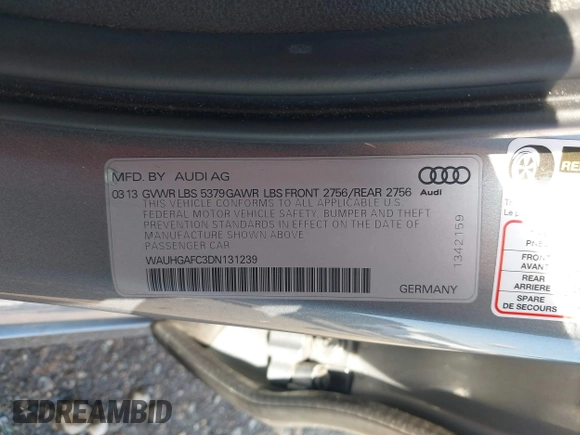 MFD. BY AUDI AG
Audi
03 13 GVWR LBS 5379 GAWR LBS FRONT 2756/REAR 2756
THIS VEHICLE CONFORMS TO ALL APPLICABLE U.S.
FEDERAL MOTOR VEHICLE SAFETY, BUMPER AND THEFT
PREVENTION STANDARDS IN EFFECT ON THE DATE OF
MANUFACTURE SHOWN ABOVE.
PASSENGER CAR
WAUHGAFC3DN131239
GERMANY
1342159
FRONT
AVANT
REAR
ARRIERE
SPARE
DE SECOURS
DREAMBID